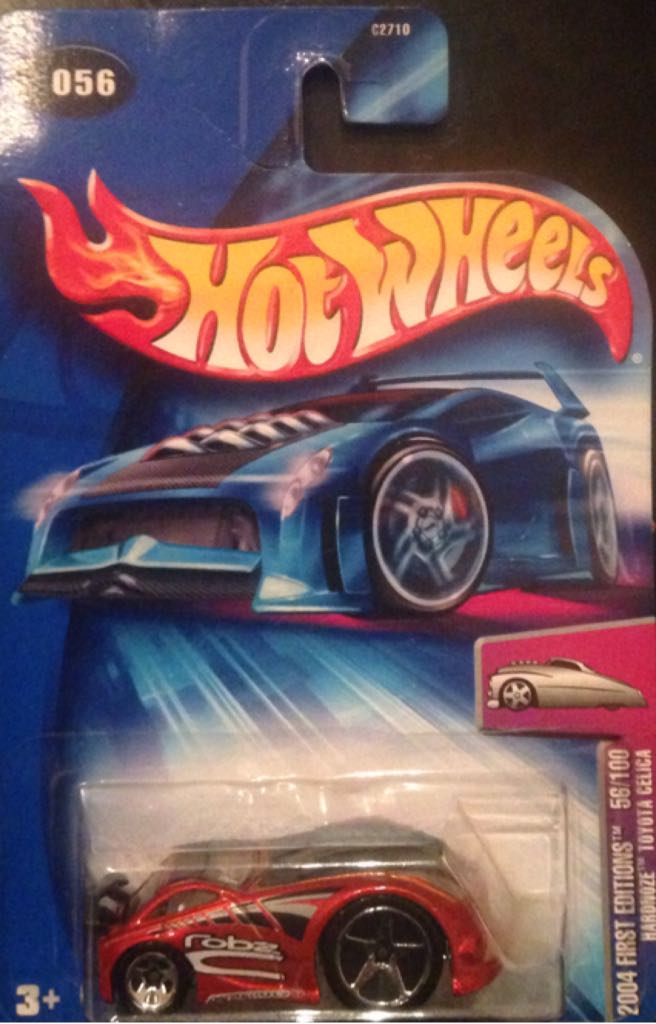 C2710
056
HOT WHEELS
®
2004 FIRST EDITIONS™ 56/100
HARDNOZE™ TOYOTA CELICA
robz
3+